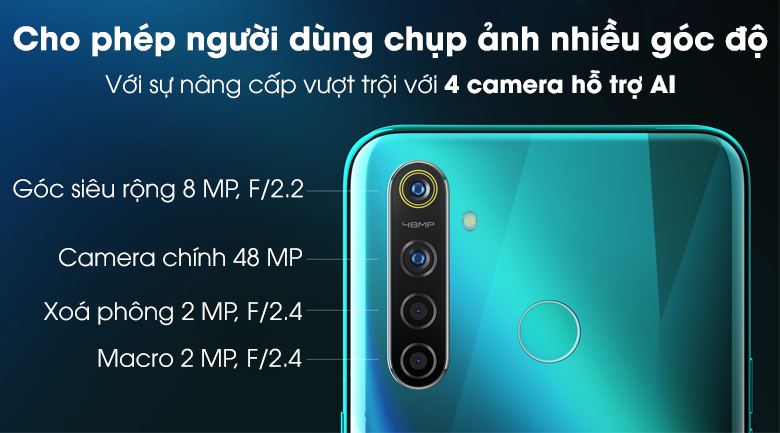 Cho phép người dùng chụp ảnh nhiều góc độ
Với sự nâng cấp vượt trội với 4 camera hỗ trợ AI
Góc siêu rộng 8 MP, F/2.2
48MP
Camera chính 48 MP
Xoá phông 2 MP, F/2.4
Macro 2 MP, F/2.4